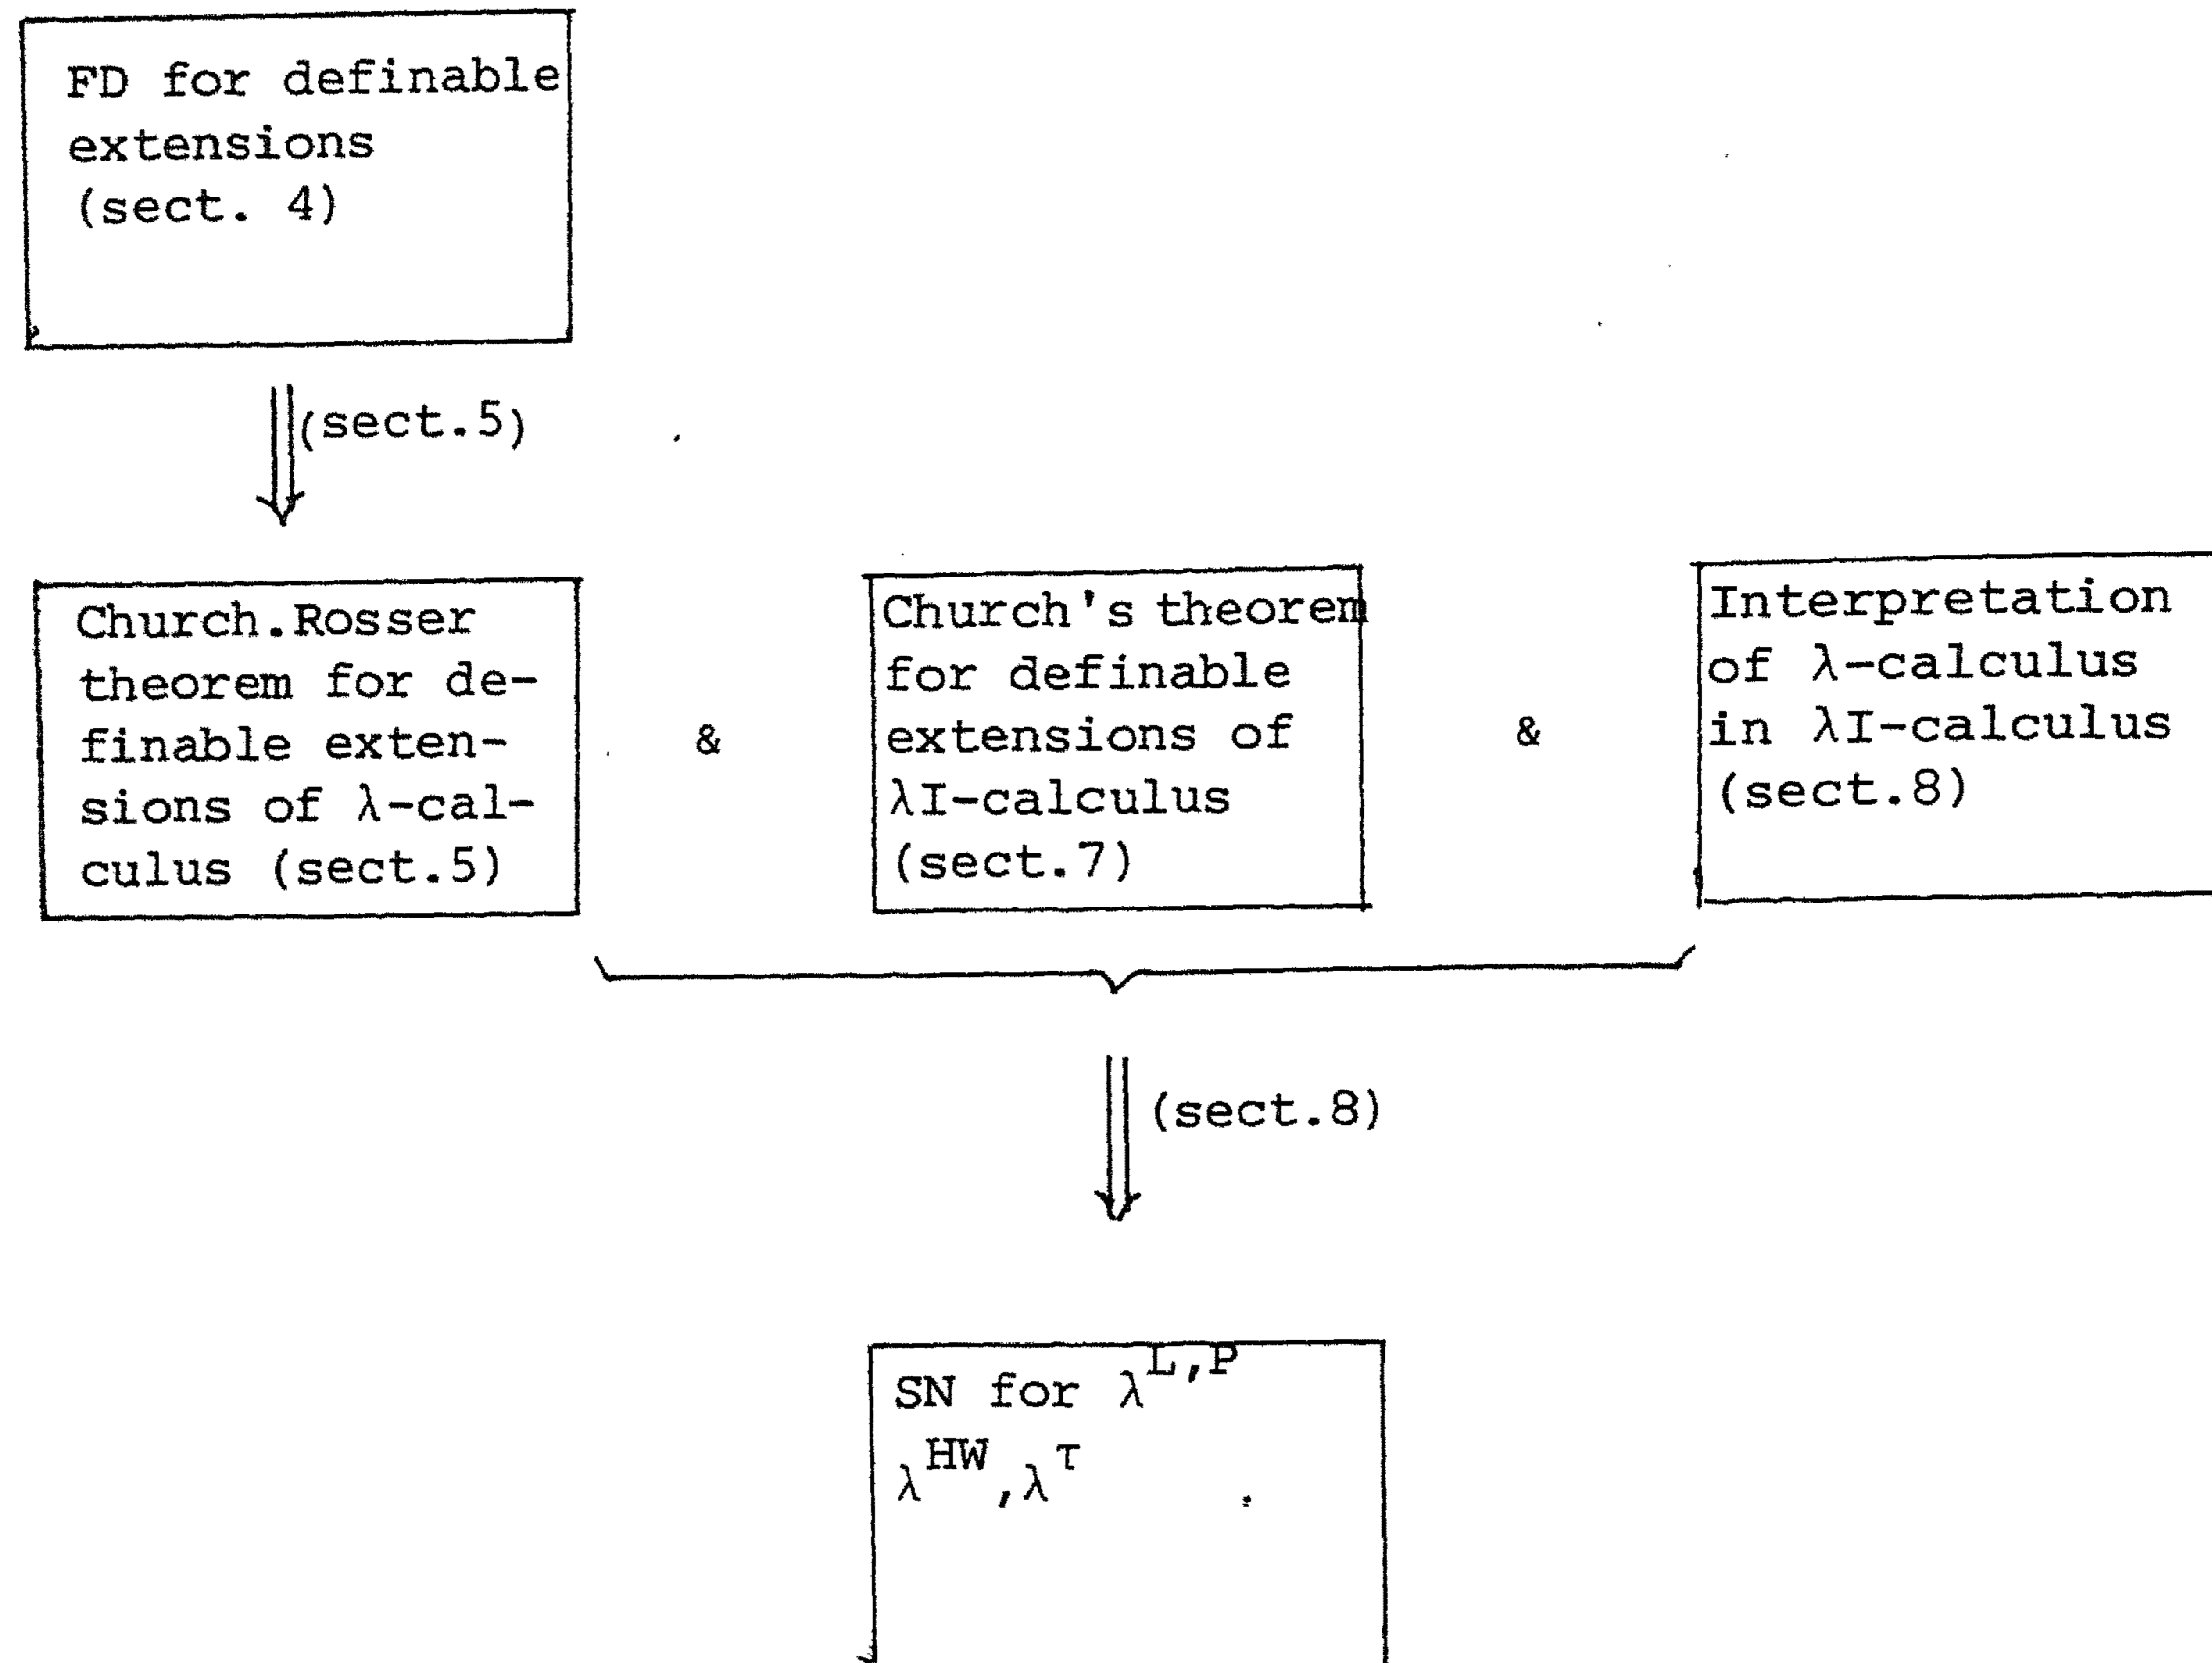 FD for definable
extensions
(sect. 4)
(sect.5)
Church.Rosser
theorem for de-
finable exten-
sions of λ-cal-
culus (sect.5)
&
Church's theorem
for definable
extensions of
λI-calculus
(sect.7)
&
Interpretation
of λ-calculus
in λI-calculus
(sect.8)
(sect.8)
SN for λ^L,P
λ^HW,λ^τ